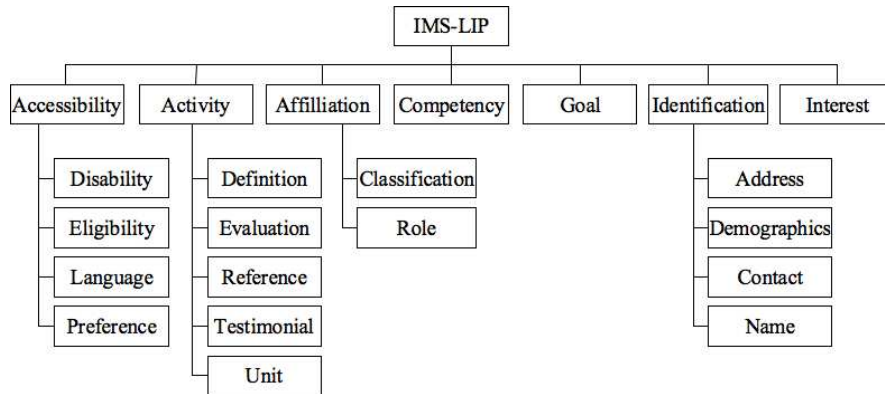 IMS-LIP
Accessibility
Activity
Affilliation
Competency
Goal
Identification
Interest
Disability
Eligibility
Language
Preference
Definition
Evaluation
Reference
Testimonial
Unit
Classification
Role
Address
Demographics
Contact
Name